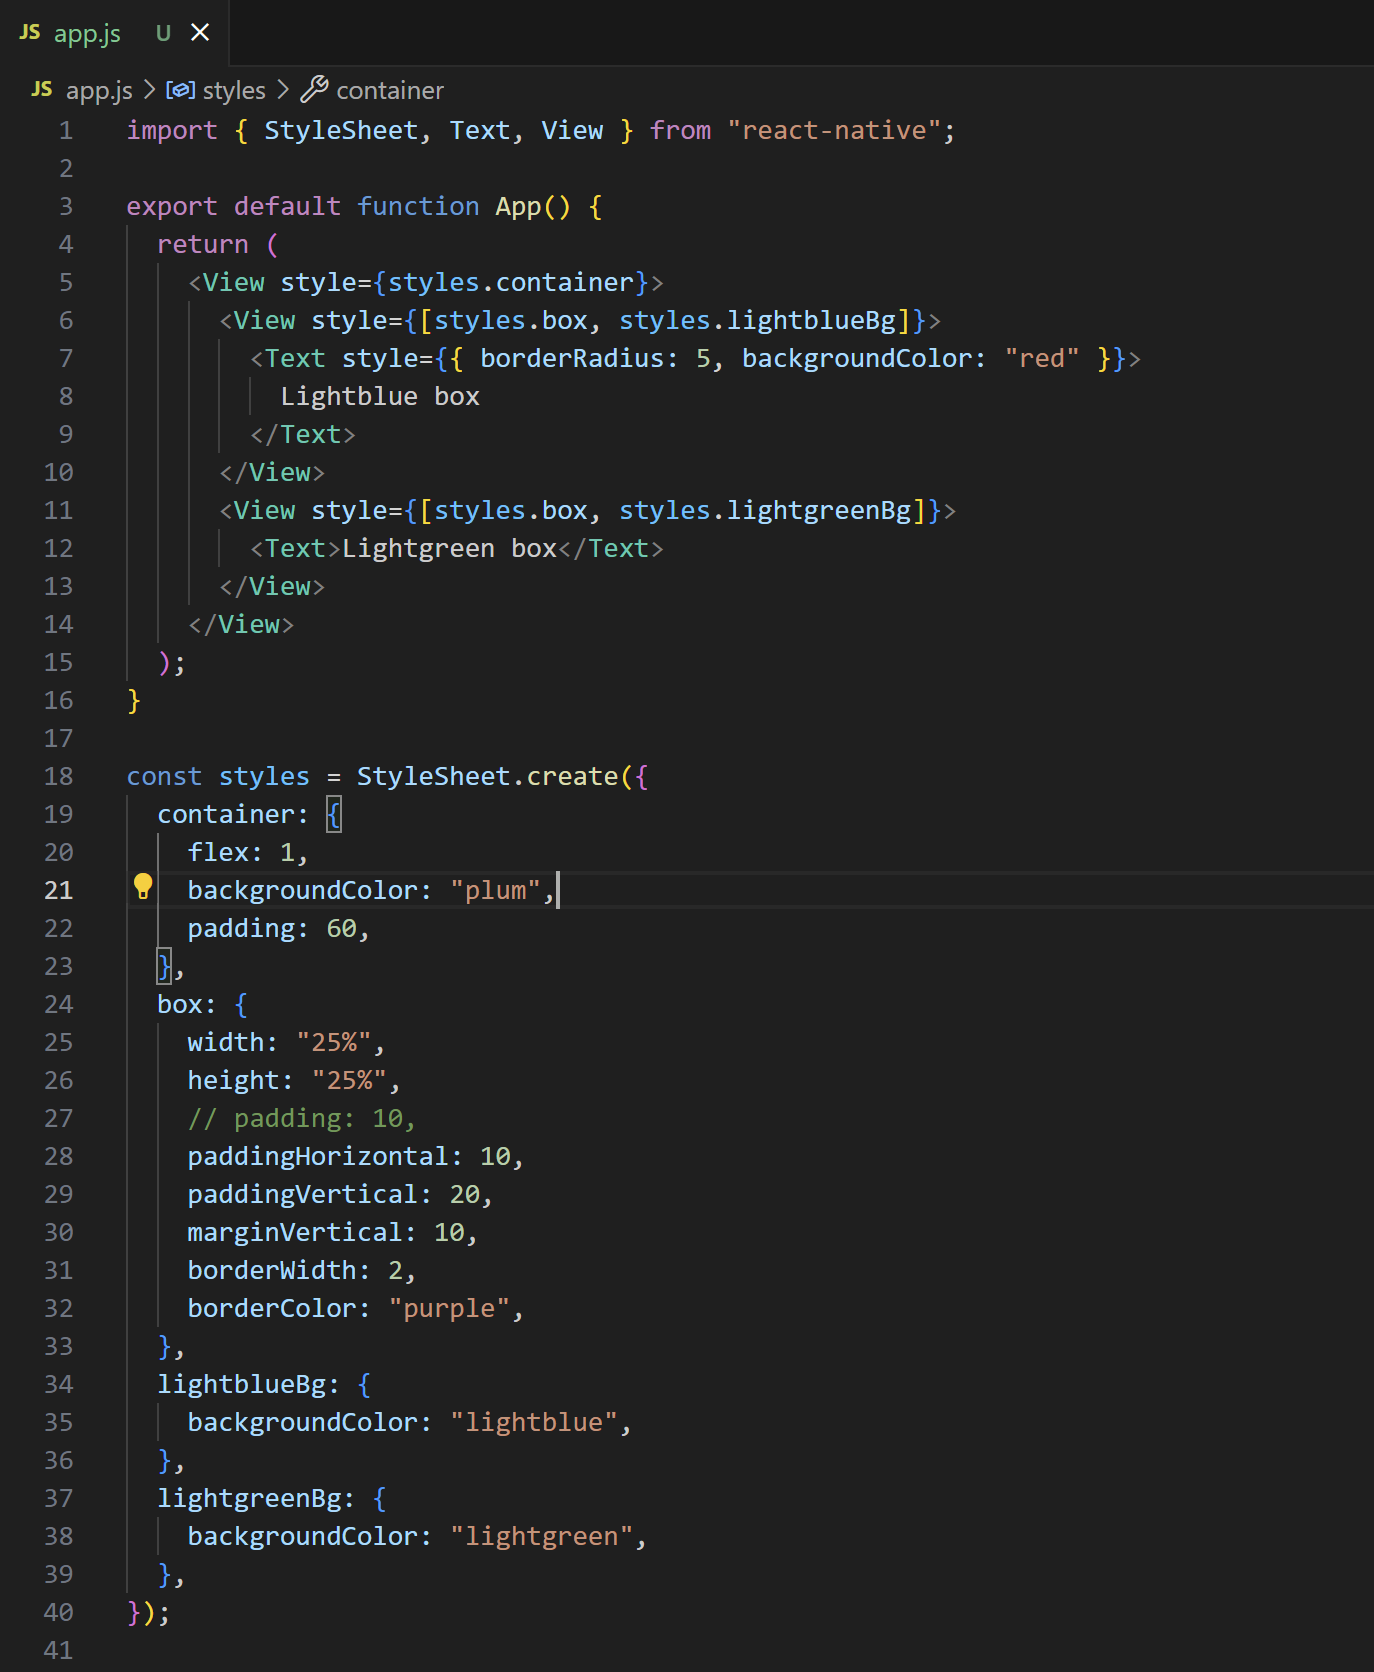 JS app.js U
JS app.js > styles > container
1 import { StyleSheet, Text, View } from "react-native";
2
3 export default function App() {
4   return (
5     <View style={styles.container}>
6       <View style={[styles.box, styles.lightblueBg]}>
7         <Text style={{ borderRadius: 5, backgroundColor: "red" }}>
8           Lightblue box
9         </Text>
10       </View>
11       <View style={[styles.box, styles.lightgreenBg]}>
12         <Text>Lightgreen box</Text>
13       </View>
14     </View>
15   );
16 }
17
18 const styles = StyleSheet.create({
19   container: {
20     flex: 1,
21     backgroundColor: "plum",
22     padding: 60,
23   },
24   box: {
25     width: "25%",
26     height: "25%",
27     // padding: 10,
28     paddingHorizontal: 10,
29     paddingVertical: 20,
30     marginVertical: 10,
31     borderWidth: 2,
32     borderColor: "purple",
33   },
34   lightblueBg: {
35     backgroundColor: "lightblue",
36   },
37   lightgreenBg: {
38     backgroundColor: "lightgreen",
39   },
40 });
41